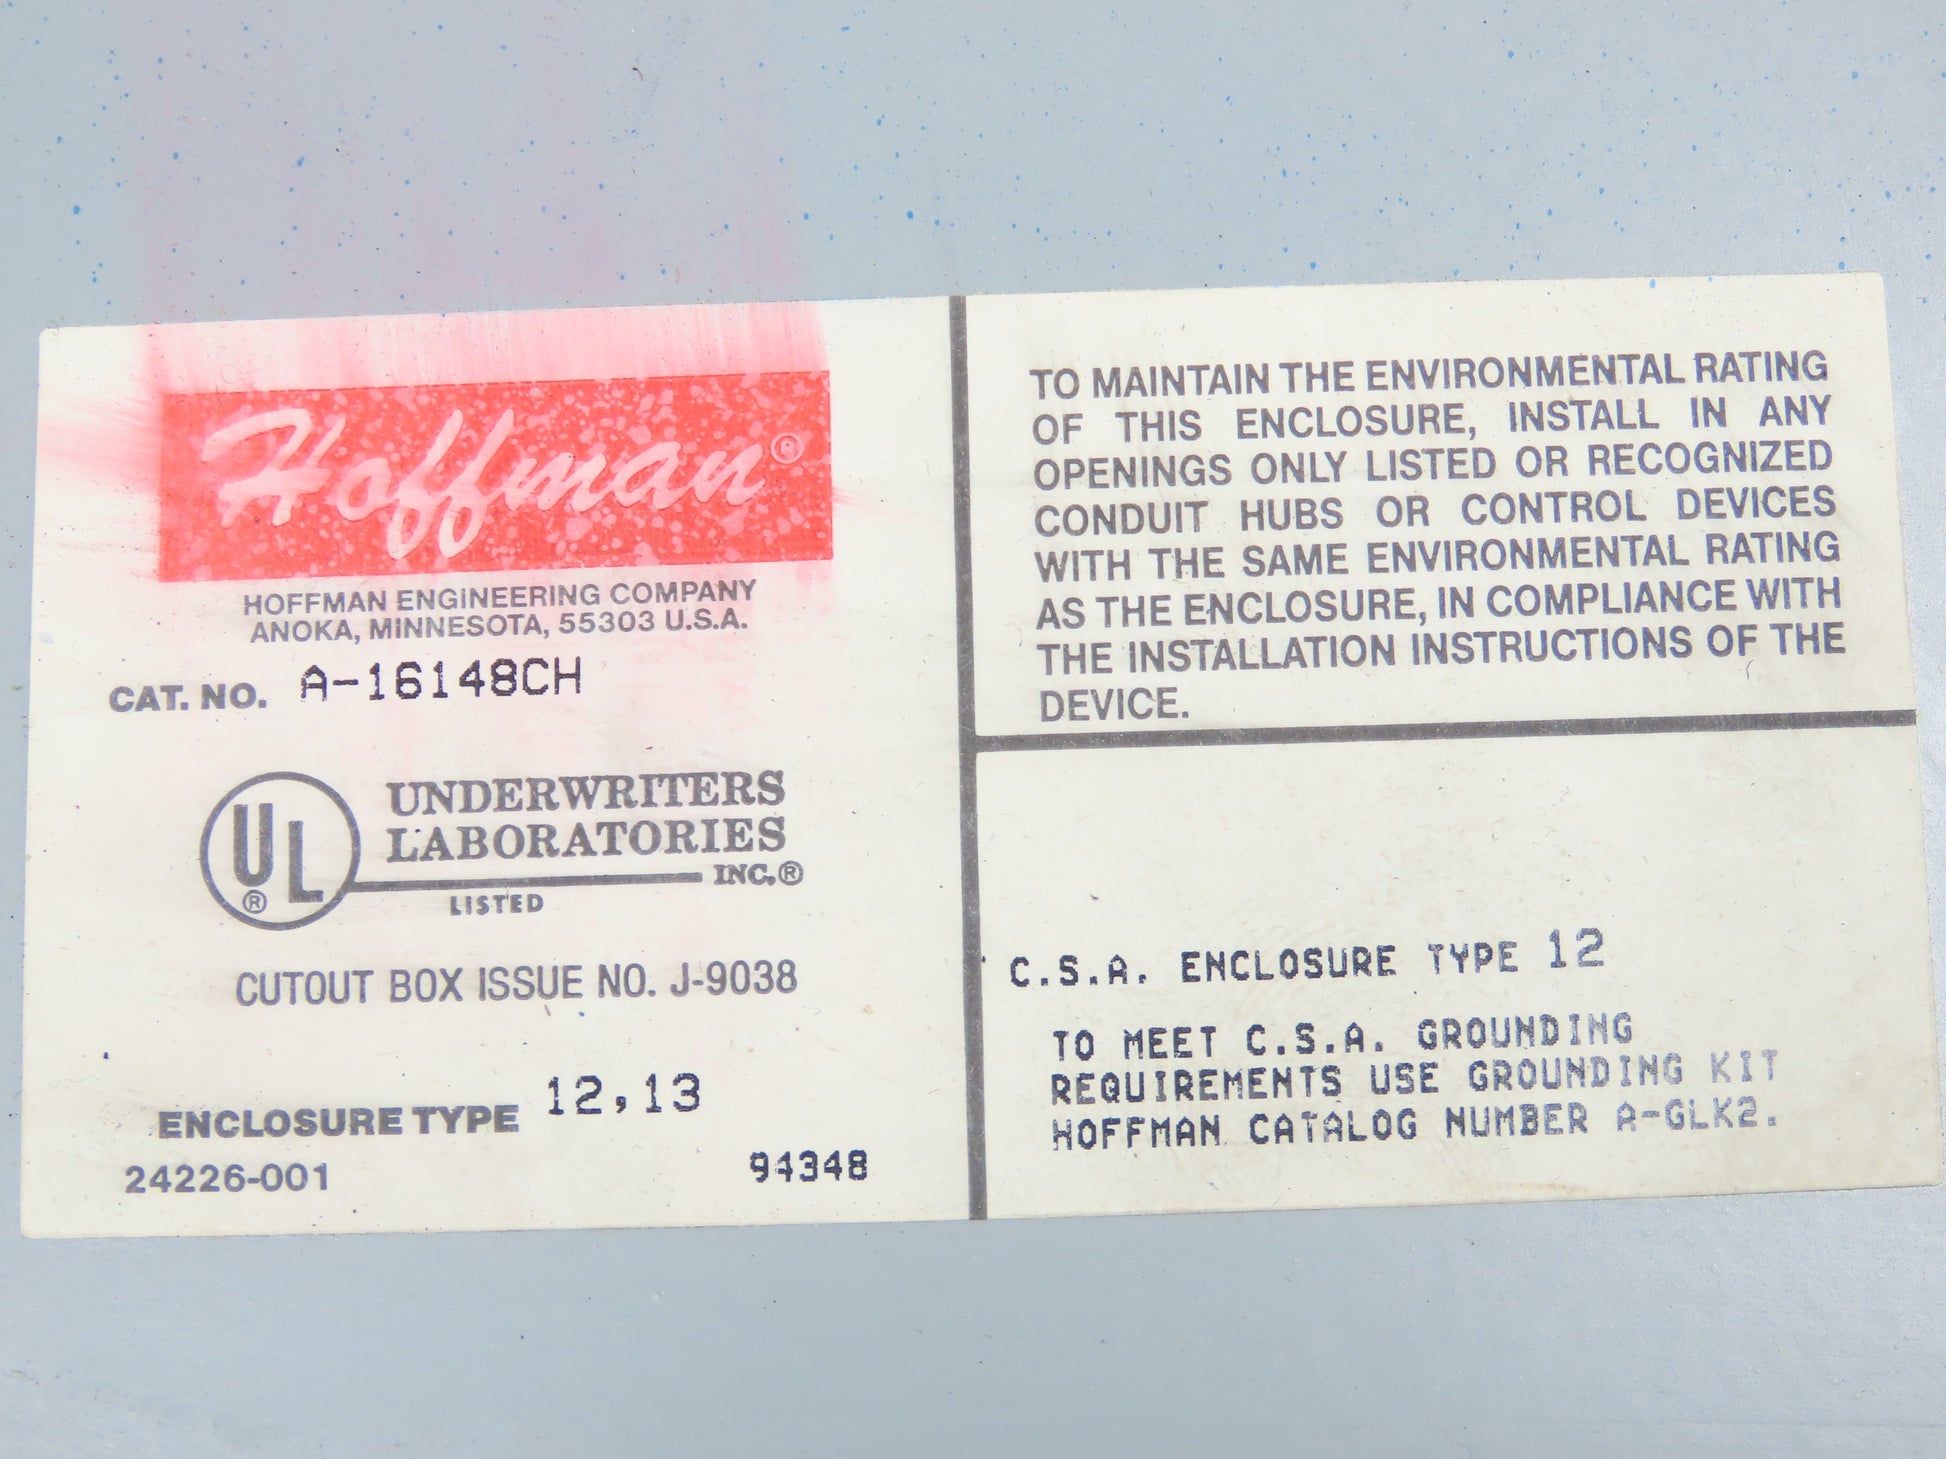 Hoffman®
HOFFMAN ENGINEERING COMPANY
ANOKA, MINNESOTA, 55303 U.S.A.
CAT. NO. A-16148CH
UL®
UNDERWRITERS
LABORATORIES
INC.®
LISTED
CUTOUT BOX ISSUE NO. J-9038
ENCLOSURE TYPE 12,13
24226-001 94348
TO MAINTAIN THE ENVIRONMENTAL RATING
OF THIS ENCLOSURE, INSTALL IN ANY
OPENINGS ONLY LISTED OR RECOGNIZED
CONDUIT HUBS OR CONTROL DEVICES
WITH THE SAME ENVIRONMENTAL RATING
AS THE ENCLOSURE, IN COMPLIANCE WITH
THE INSTALLATION INSTRUCTIONS OF THE
DEVICE.
C.S.A. ENCLOSURE TYPE 12
TO MEET C.S.A. GROUNDING
REQUIREMENTS USE GROUNDING KIT
HOFFMAN CATALOG NUMBER A-GLK2.